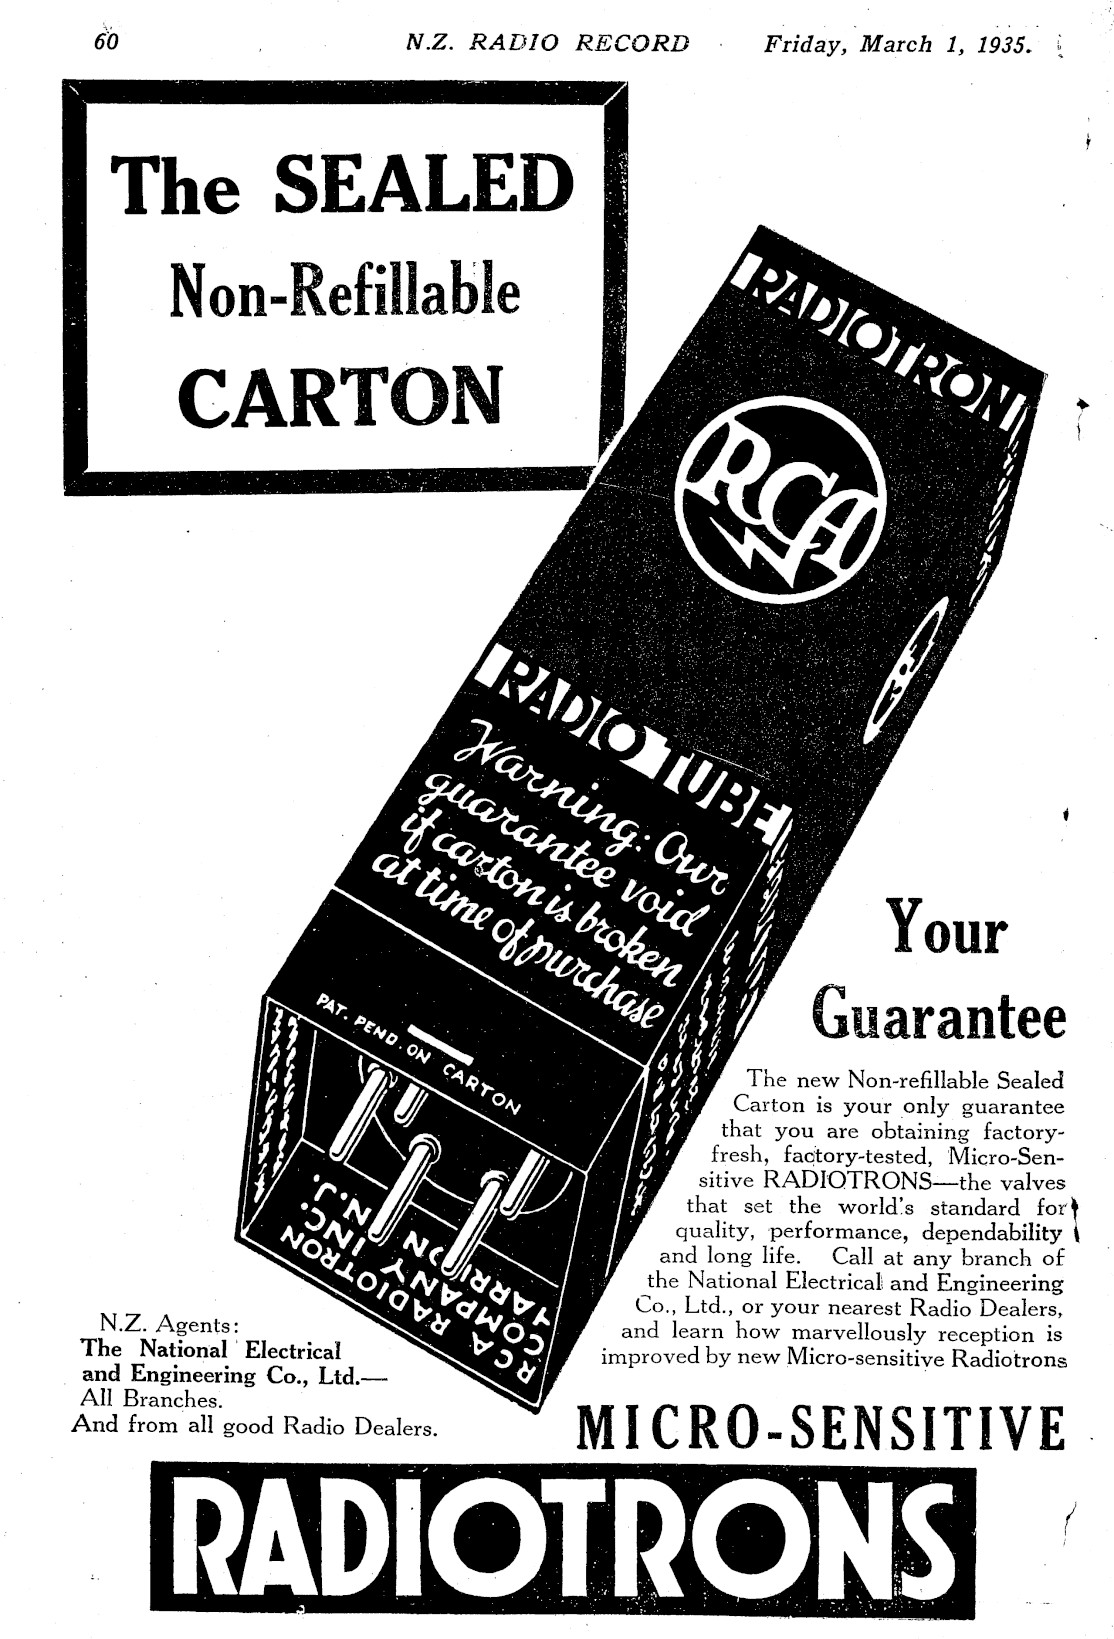 60 N.Z. RADIO RECORD Friday, March 1, 1935.
The SEALED
Non-Refillable
CARTON
RADIOTRON
RCA
RADIO TUBE
Warning: Our
guarantee void
if carton is broken
at time of purchase
PAT. PEND. ON CARTON
RCA RADIOTRON
COMPANY INC.
HARRISON N.J.
Your
Guarantee
The new Non-refillable Sealed
Carton is your only guarantee
that you are obtaining factory-
fresh, factory-tested, Micro-Sen-
sitive RADIOTRONS—the valves
that set the world's standard for
quality, performance, dependability
and long life. Call at any branch of
the National Electrical and Engineering
Co., Ltd., or your nearest Radio Dealers,
and learn how marvellously reception is
improved by new Micro-sensitive Radiotrons
N.Z. Agents:
The National Electrical
and Engineering Co., Ltd.—
All Branches.
And from all good Radio Dealers.
MICRO-SENSITIVE
RADIOTRONS